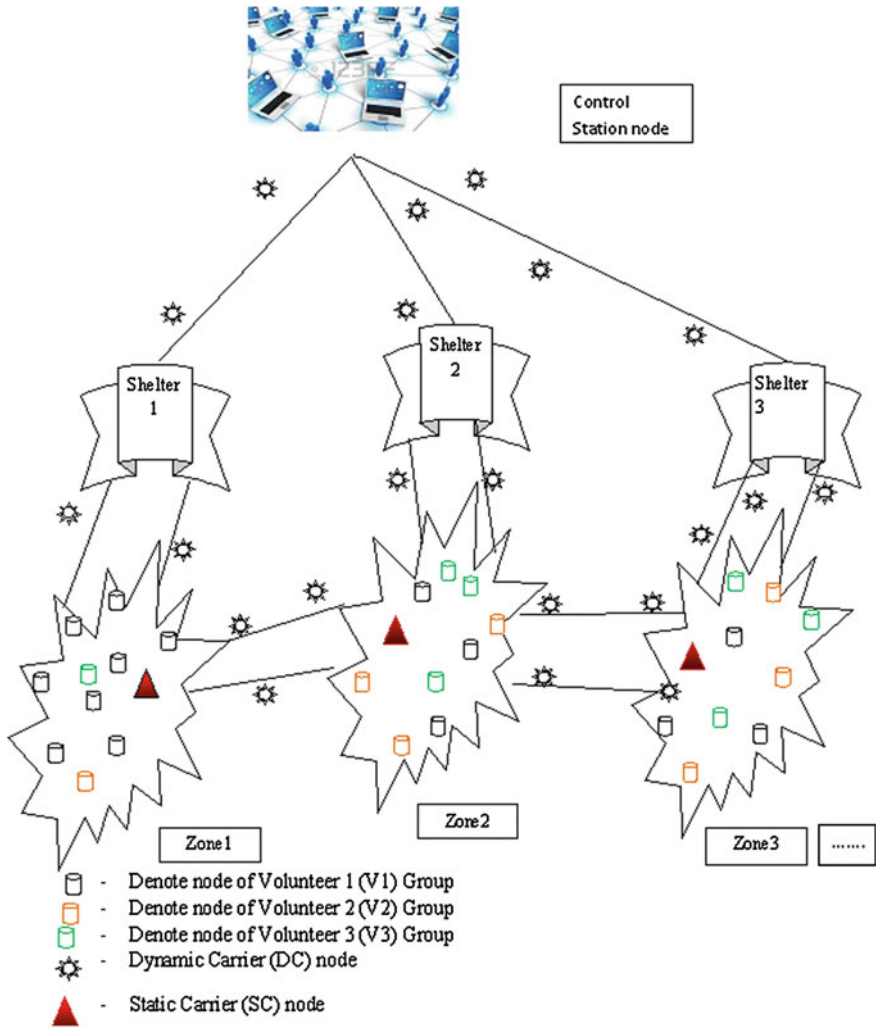 123RF
Control
Station node
Shelter
1
Shelter
2
Shelter
3
Zone1
Zone2
Zone3
.......
- Denote node of Volunteer 1 (V1) Group
- Denote node of Volunteer 2 (V2) Group
- Denote node of Volunteer 3 (V3) Group
- Dynamic Carrier (DC) node
- Static Carrier (SC) node